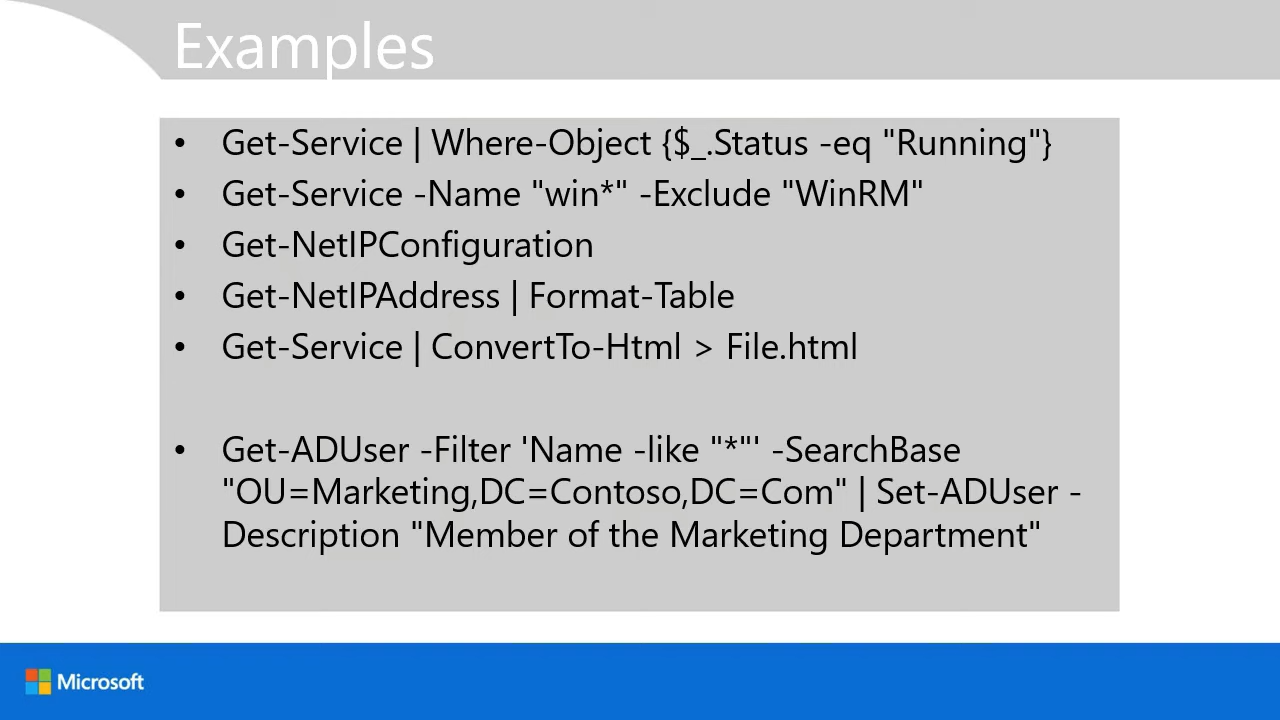 Examples
• Get-Service | Where-Object {$_.Status -eq "Running"}
• Get-Service -Name "win*" -Exclude "WinRM"
• Get-NetIPConfiguration
• Get-NetIPAddress | Format-Table
• Get-Service | ConvertTo-Html > File.html
• Get-ADUser -Filter 'Name -like "*"' -SearchBase
"OU=Marketing,DC=Contoso,DC=Com" | Set-ADUser -
Description "Member of the Marketing Department"
Microsoft